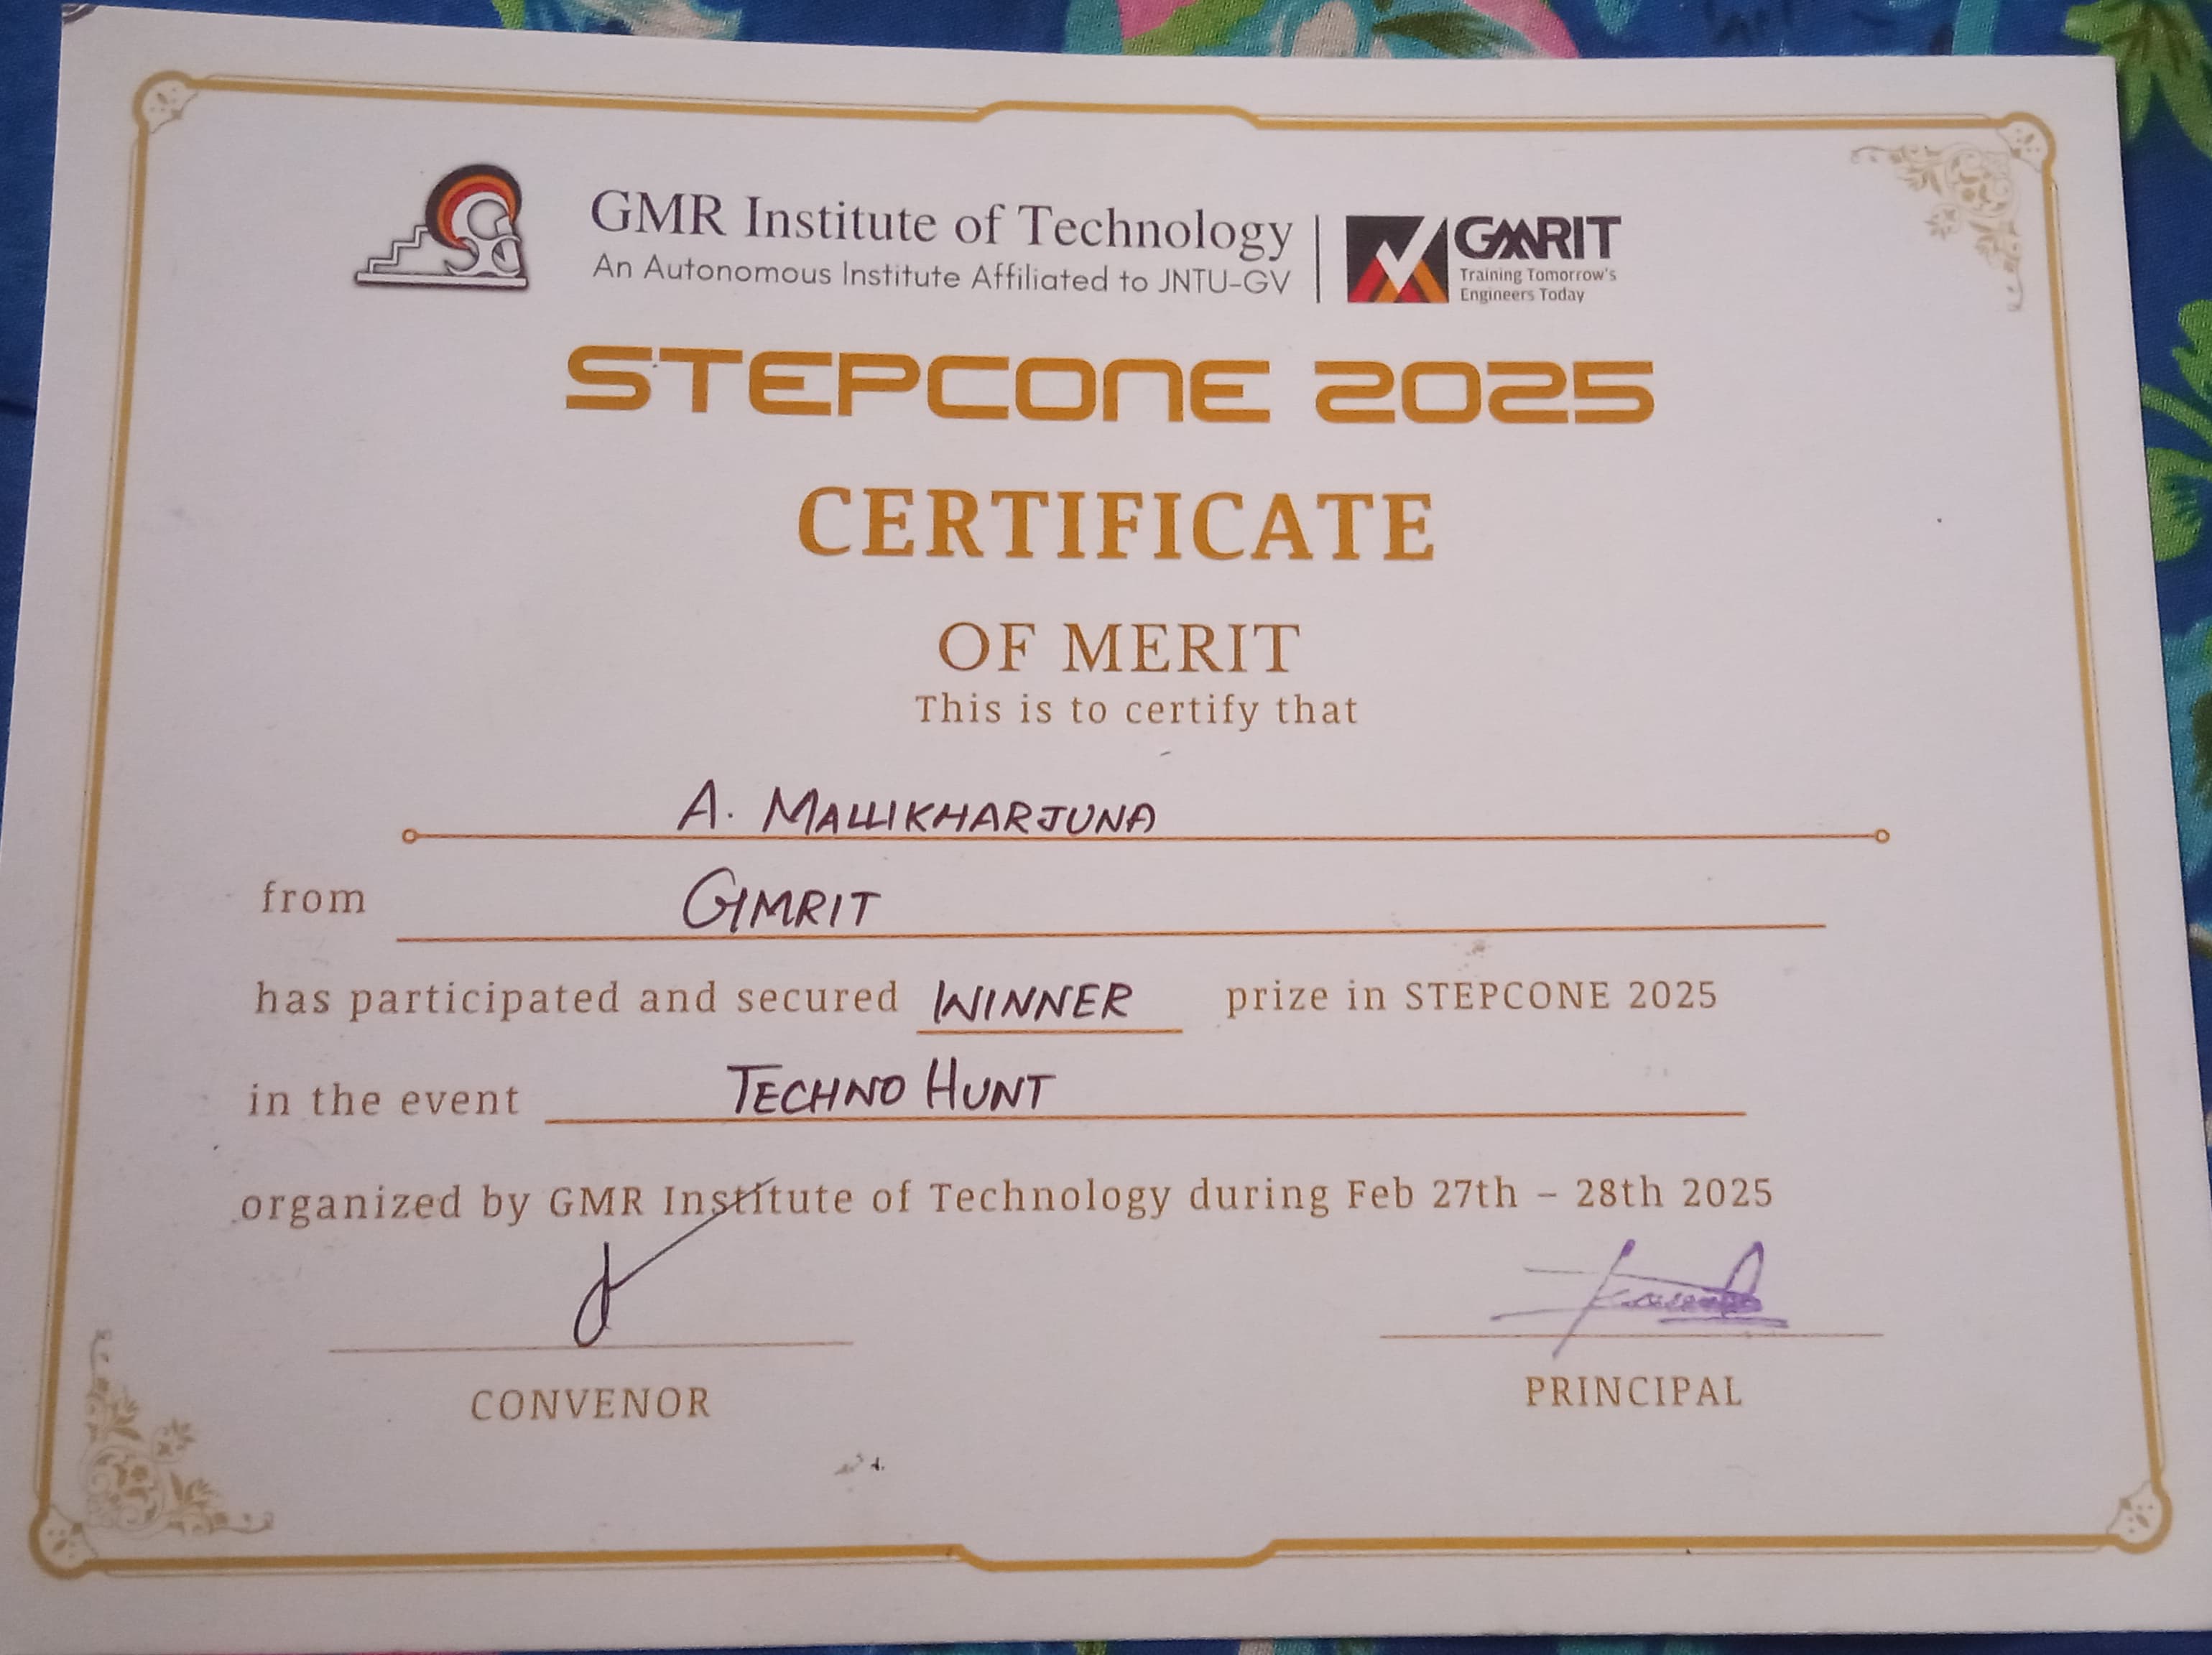 GMR Institute of Technology
An Autonomous Institute Affiliated to JNTU-GV
GMRIT
Training Tomorrow's
Engineers Today
STEPCONE 2025
CERTIFICATE
OF MERIT
This is to certify that
A. MALLIKHARJUNA
from GMRIT
has participated and secured WINNER prize in STEPCONE 2025
in the event TECHNO HUNT
organized by GMR Institute of Technology during Feb 27th – 28th 2025
CONVENOR
PRINCIPAL